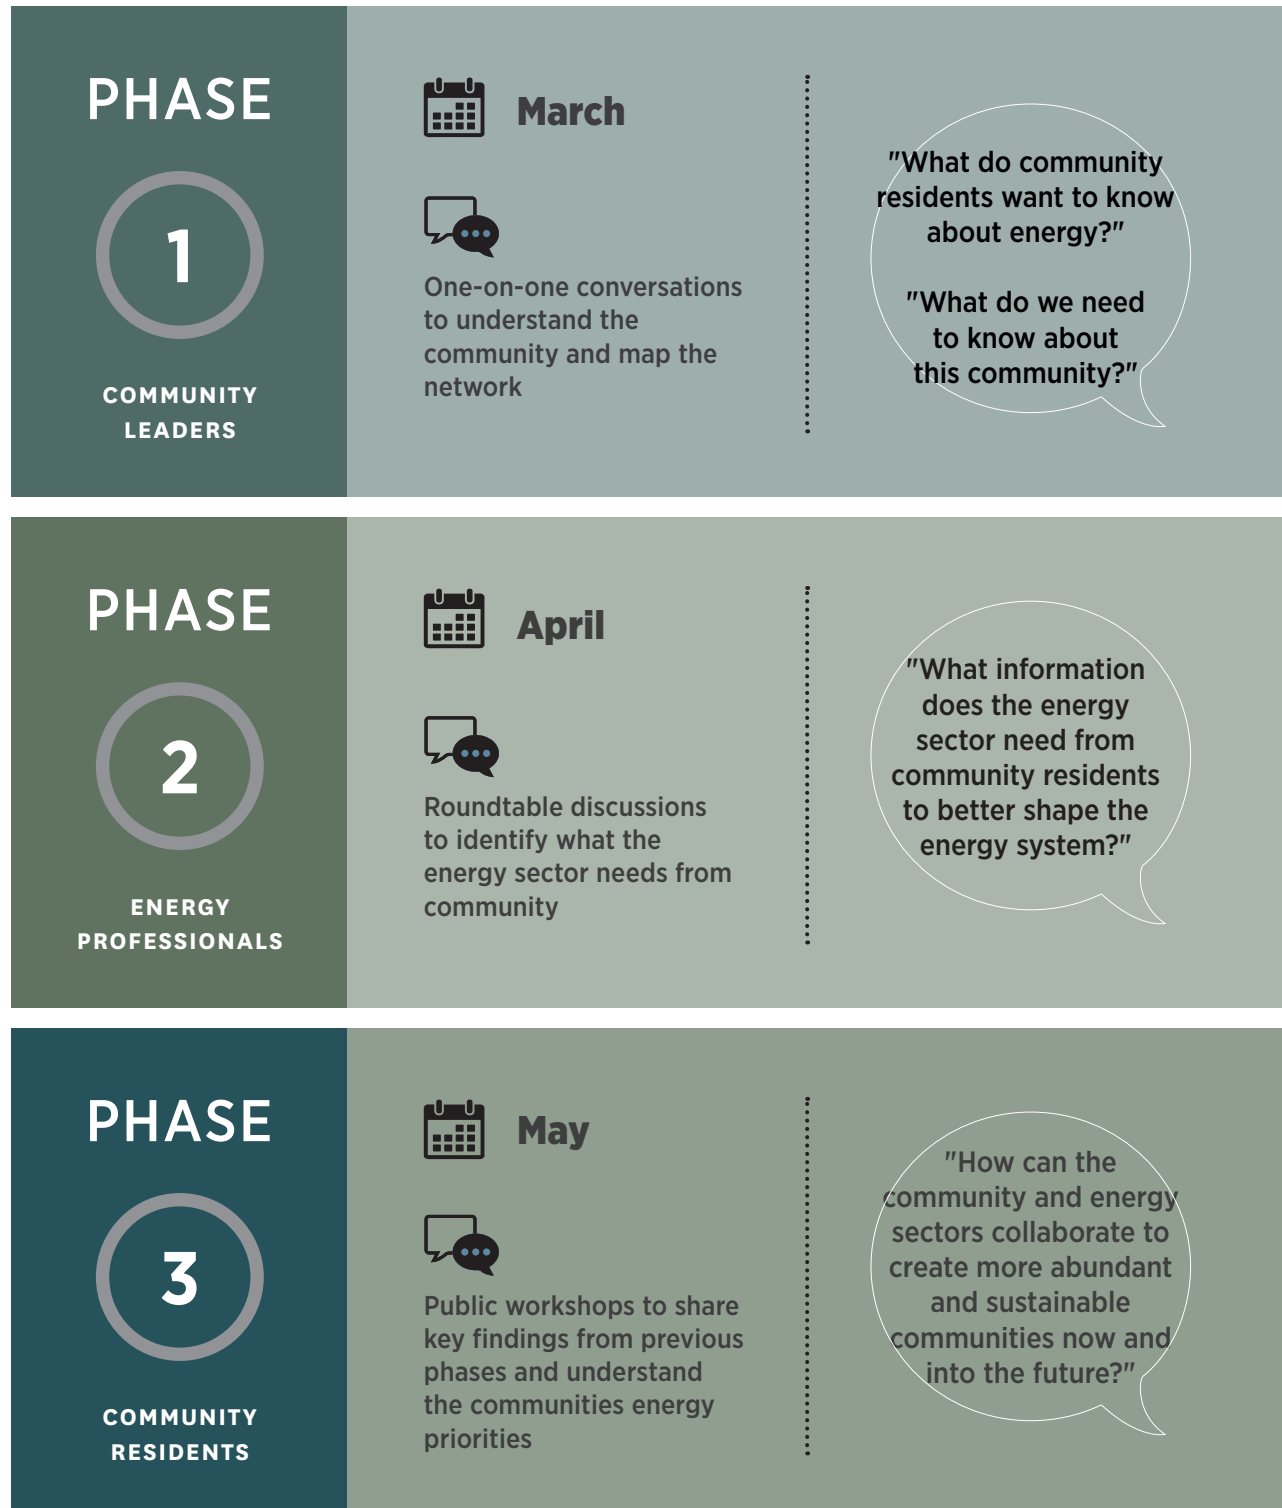 PHASE
1
COMMUNITY
LEADERS
March
One-on-one conversations
to understand the
community and map the
network
"What do community
residents want to know
about energy?"
"What do we need
to know about
this community?"
PHASE
2
ENERGY
PROFESSIONALS
April
Roundtable discussions
to identify what the
energy sector needs from
community
"What information
does the energy
sector need from
community residents
to better shape the
energy system?"
PHASE
3
COMMUNITY
RESIDENTS
May
Public workshops to share
key findings from previous
phases and understand
the communities energy
priorities
"How can the
community and energy
sectors collaborate to
create more abundant
and sustainable
communities now and
into the future?"